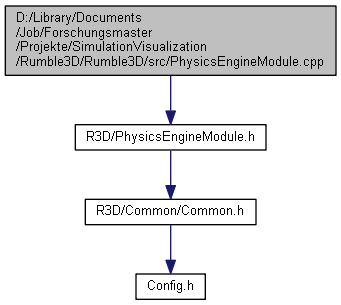 D:/Library/Documents
/Job/Forschungsmaster
/Projekte/SimulationVisualization
/Rumble3D/Rumble3D/src/PhysicsEngineModule.cpp
R3D/PhysicsEngineModule.h
R3D/Common/Common.h
Config.h